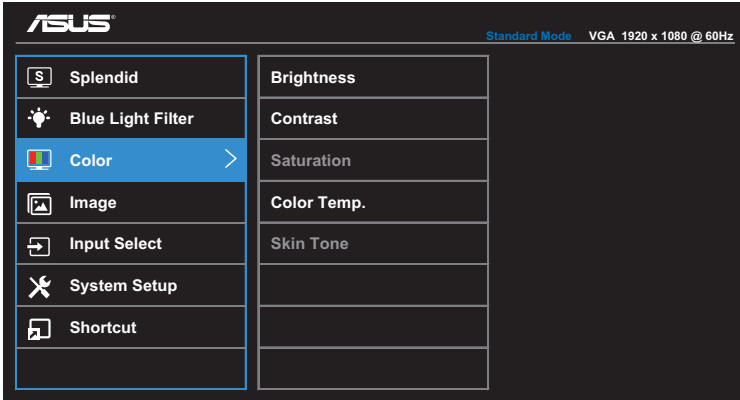 ASUS
Standard Mode VGA 1920 x 1080 @ 60Hz
S Splendid
Blue Light Filter
Color
Image
Input Select
System Setup
Shortcut
Brightness
Contrast
Saturation
Color Temp.
Skin Tone